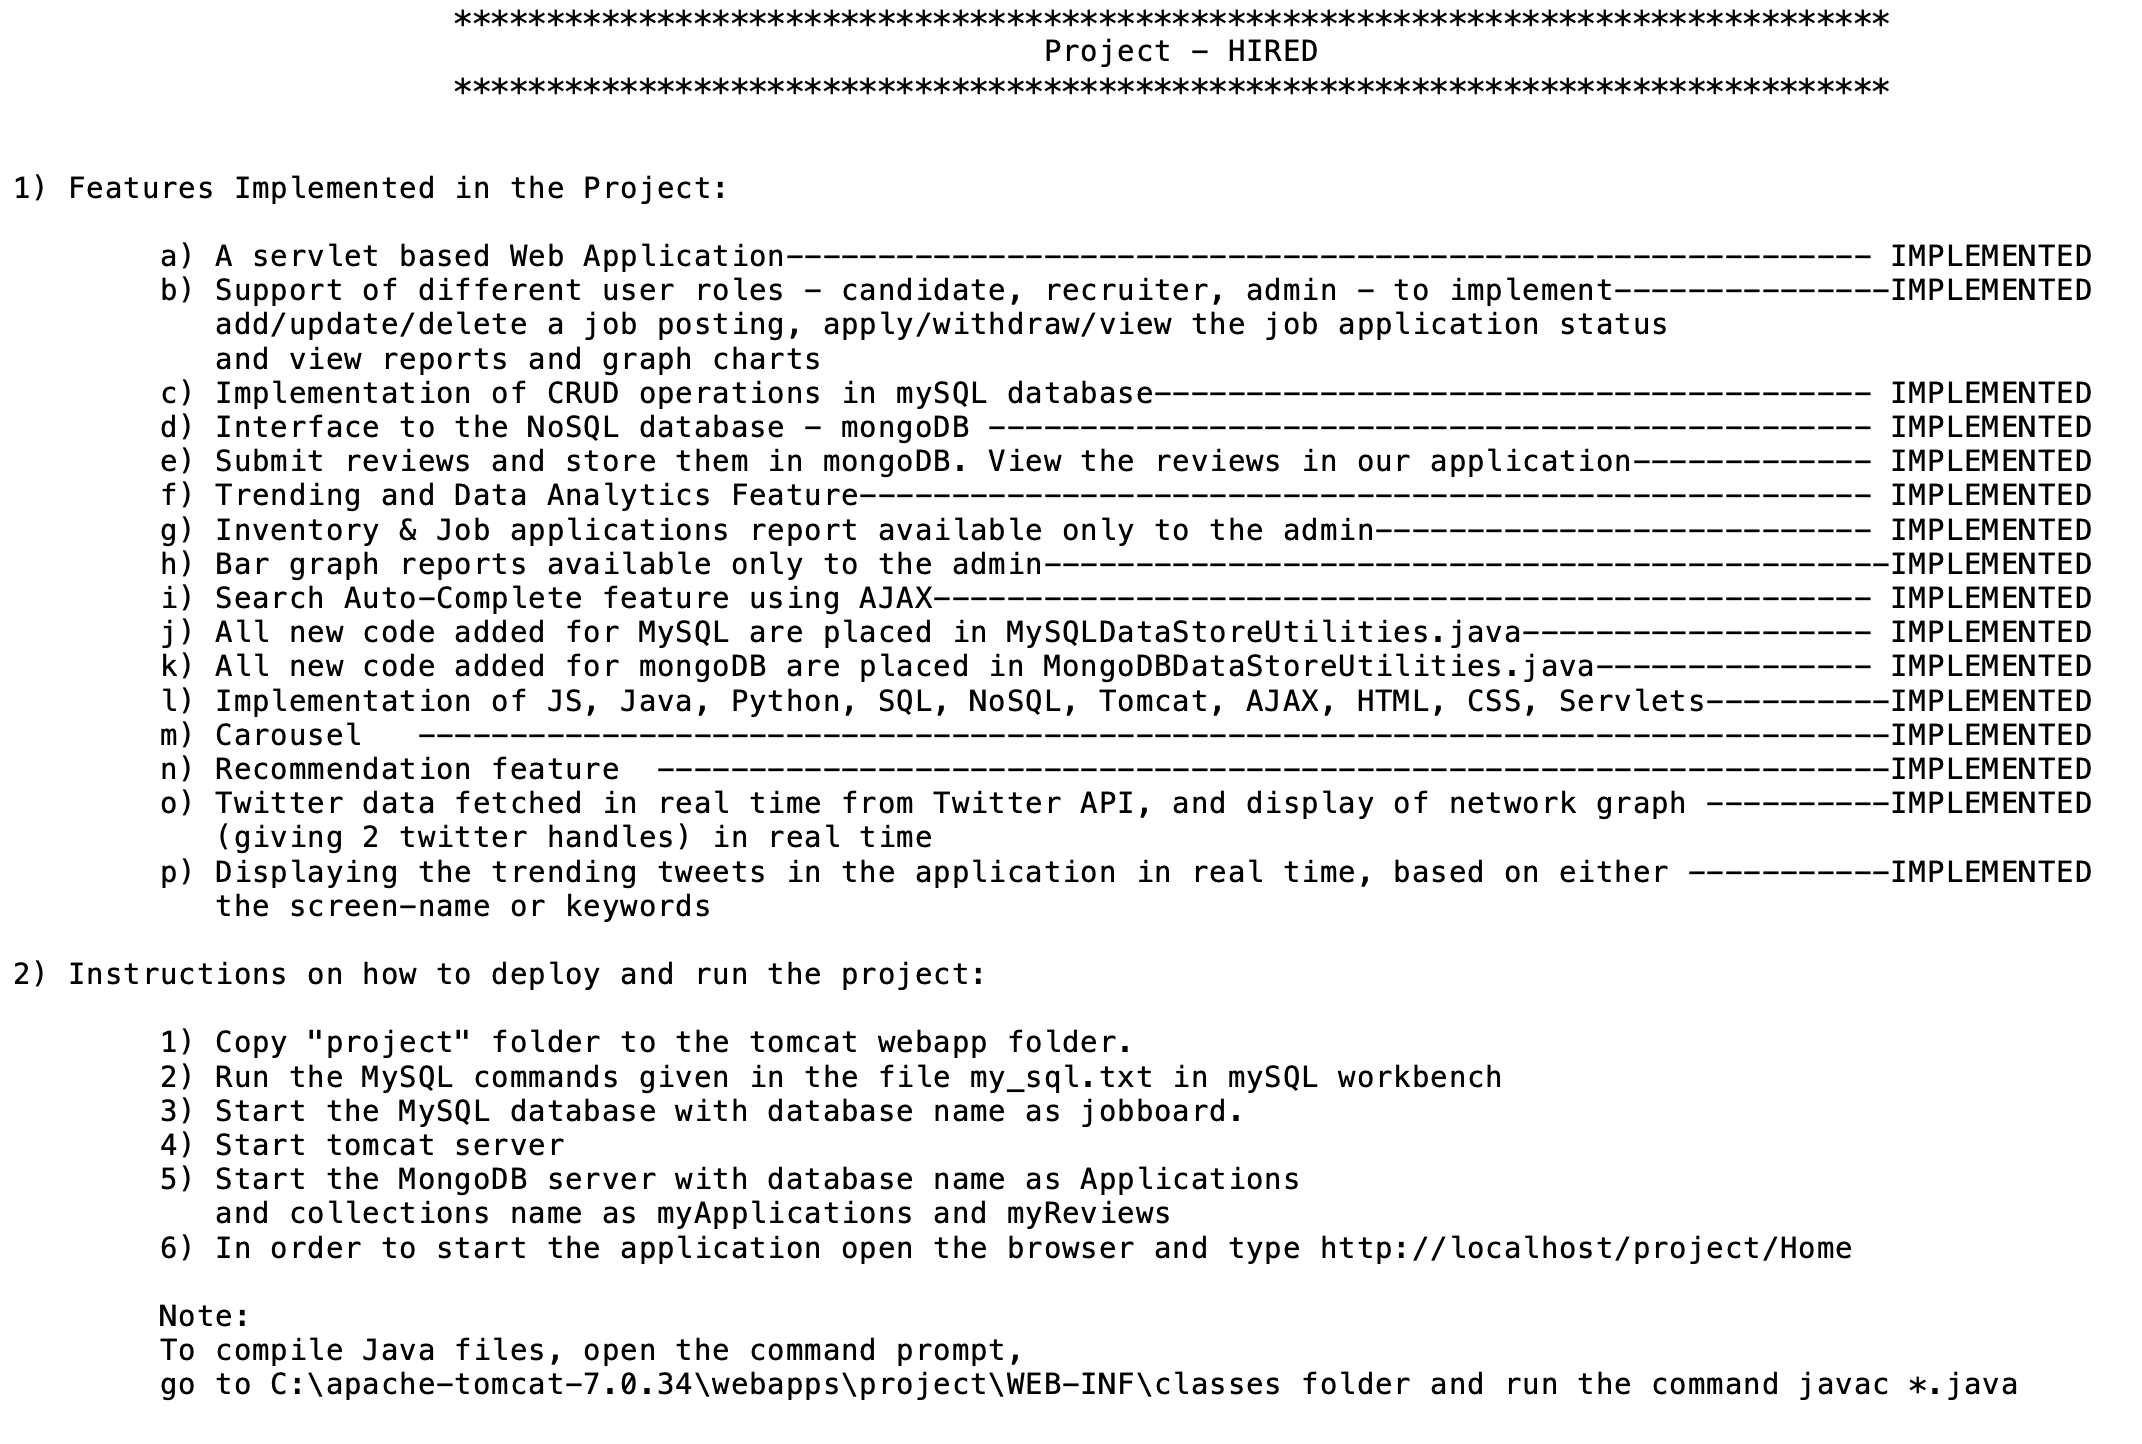 ******************************************************************************
Project - HIRED
******************************************************************************
1) Features Implemented in the Project:
a) A servlet based Web Application----------------------------------------------------------- IMPLEMENTED
b) Support of different user roles - candidate, recruiter, admin - to implement---------------IMPLEMENTED
add/update/delete a job posting, apply/withdraw/view the job application status
and view reports and graph charts
c) Implementation of CRUD operations in mySQL database--------------------------------------- IMPLEMENTED
d) Interface to the NoSQL database - mongoDB ------------------------------------------------ IMPLEMENTED
e) Submit reviews and store them in mongoDB. View the reviews in our application------------- IMPLEMENTED
f) Trending and Data Analytics Feature------------------------------------------------------- IMPLEMENTED
g) Inventory & Job applications report available only to the admin--------------------------- IMPLEMENTED
h) Bar graph reports available only to the admin----------------------------------------------IMPLEMENTED
i) Search Auto-Complete feature using AJAX--------------------------------------------------- IMPLEMENTED
j) All new code added for MySQL are placed in MySQLDataStoreUtilities.java------------------- IMPLEMENTED
k) All new code added for mongoDB are placed in MongoDBDataStoreUtilities.java--------------- IMPLEMENTED
l) Implementation of JS, Java, Python, SQL, NoSQL, Tomcat, AJAX, HTML, CSS, Servlets----------IMPLEMENTED
m) Carousel   --------------------------------------------------------------------------------IMPLEMENTED
n) Recommendation feature  -------------------------------------------------------------------IMPLEMENTED
o) Twitter data fetched in real time from Twitter API, and display of network graph ----------IMPLEMENTED
(giving 2 twitter handles) in real time
p) Displaying the trending tweets in the application in real time, based on either -----------IMPLEMENTED
the screen-name or keywords
2) Instructions on how to deploy and run the project:
1) Copy "project" folder to the tomcat webapp folder.
2) Run the MySQL commands given in the file my_sql.txt in mySQL workbench
3) Start the MySQL database with database name as jobboard.
4) Start tomcat server
5) Start the MongoDB server with database name as Applications
and collections name as myApplications and myReviews
6) In order to start the application open the browser and type http://localhost/project/Home
Note:
To compile Java files, open the command prompt,
go to C:\apache-tomcat-7.0.34\webapps\project\WEB-INF\classes folder and run the command javac *.java